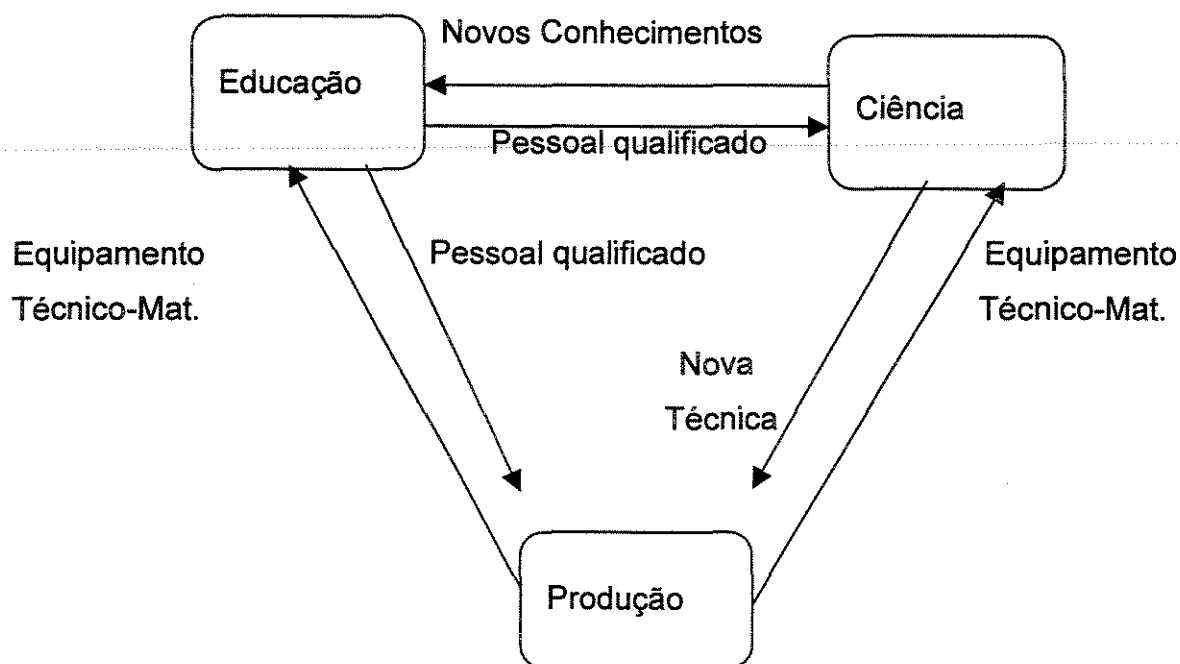 Novos Conhecimentos
Educação
Ciência
Pessoal qualificado
Equipamento
Técnico-Mat.
Pessoal qualificado
Equipamento
Técnico-Mat.
Nova
Técnica
Produção